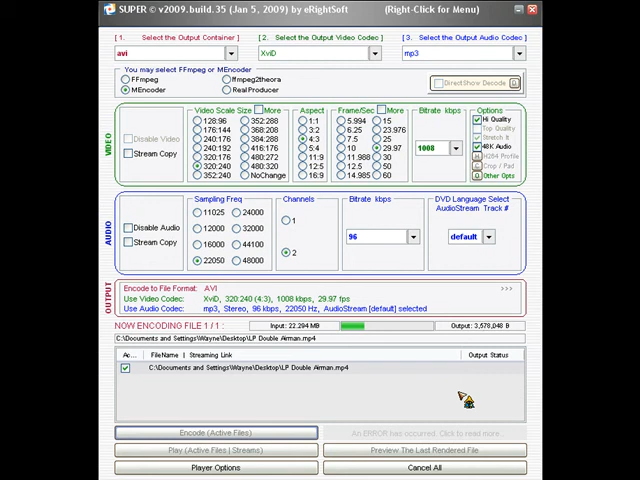 SUPER © v2009.build.35 (Jan 5, 2009) by eRightSoft (Right-Click for Menu)
[ 1. Select the Output Container ] [ 2. Select the Output Video Codec ] [ 3. Select the Output Audio Codec ]
avi XviD mp3
You may select FFmpeg or MEncoder
FFmpeg ffmpeg2theora
MEncoder Real Producer
DirectShow Decode
VIDEO
Disable Video
Stream Copy
Video Scale Size More
128:96 352:288
176:144 368:208
240:176 384:288
240:192 416:176
320:176 480:272
320:240 480:320
352:240 NoChange
Aspect
1:1
3:2
4:3
5:4
11:9
12:5
16:9
Frame/Sec More
5.994 15
6.25 23.976
7.5 25
10 29.97
11.988 30
12.5 50
14.985 60
Bitrate kbps
1008
Options
Hi Quality
Top Quality
Stretch It
48K Audio
H264 Profile
Crop / Pad
Other Opts
AUDIO
Disable Audio
Stream Copy
Sampling Freq
11025 24000
12000 32000
16000 44100
22050 48000
Channels
1
2
Bitrate kbps
96
DVD Language Select
AudioStream Track #
default
OUTPUT
Encode to File Format: AVI >>>
Use Video Codec: XviD, 320:240 (4:3), 1008 kbps, 29.97 fps
Use Audio Codec: mp3, Stereo, 96 kbps, 22050 Hz, AudioStream [default] selected
NOW ENCODING FILE 1 / 1 : Input: 22.294 MB Output: 3,578,048 B
C:\Documents and Settings\Wayne\Desktop\LP Double Airman.mp4
Ac... FileName | Streaming Link Output Status
C:\Documents and Settings\Wayne\Desktop\LP Double Airman.mp4
Encode (Active Files) An ERROR has occurred. Click to read more.
Play (Active Files | Streams) Preview The Last Rendered File
Player Options Cancel All